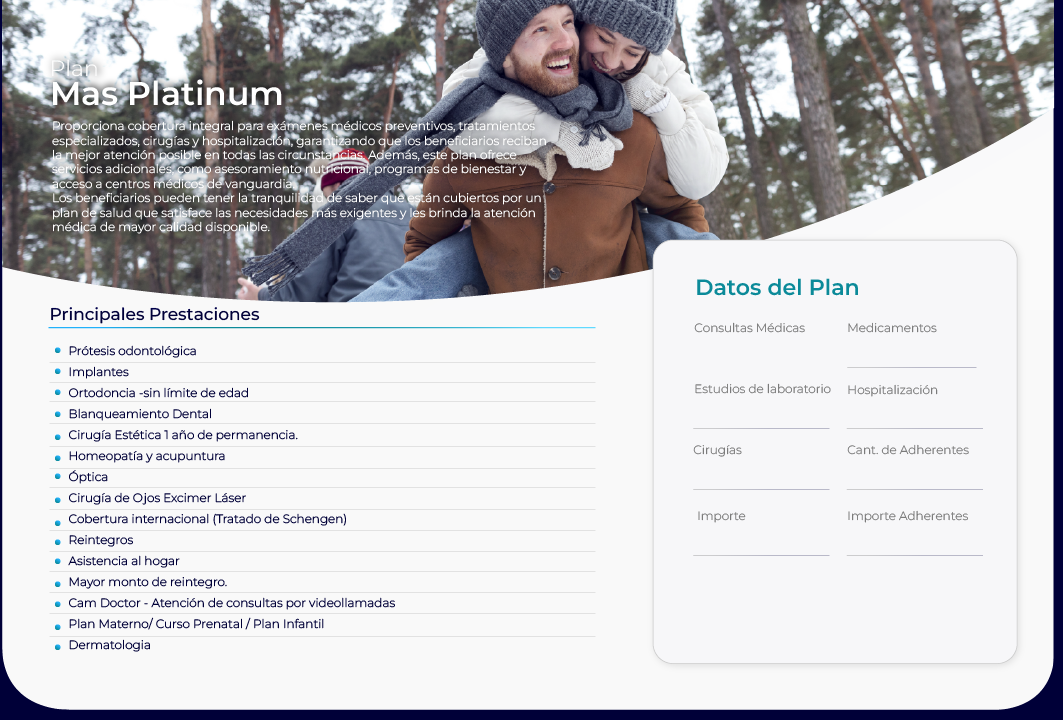 Plan
Mas Platinum
Proporciona cobertura integral para exámenes médicos preventivos, tratamientos
especializados, cirugías y hospitalización, garantizando que los beneficiarios reciban
la mejor atención posible en todas las circunstancias. Además, este plan ofrece
servicios adicionales, como asesoramiento nutricional, programas de bienestar y
acceso a centros médicos de vanguardia.
Los beneficiarios pueden tener la tranquilidad de saber que están cubiertos por un
plan de salud que satisface las necesidades más exigentes y les brinda la atención
médica de mayor calidad disponible.
Principales Prestaciones
Prótesis odontológica
Implantes
Ortodoncia -sin límite de edad
Blanqueamiento Dental
Cirugía Estética 1 año de permanencia.
Homeopatía y acupuntura
Óptica
Cirugía de Ojos Excimer Láser
Cobertura internacional (Tratado de Schengen)
Reintegros
Asistencia al hogar
Mayor monto de reintegro.
Cam Doctor - Atención de consultas por videollamadas
Plan Materno/ Curso Prenatal / Plan Infantil
Dermatologia
Datos del Plan
Consultas Médicas Medicamentos
Estudios de laboratorio Hospitalización
Cirugías Cant. de Adherentes
Importe Importe Adherentes